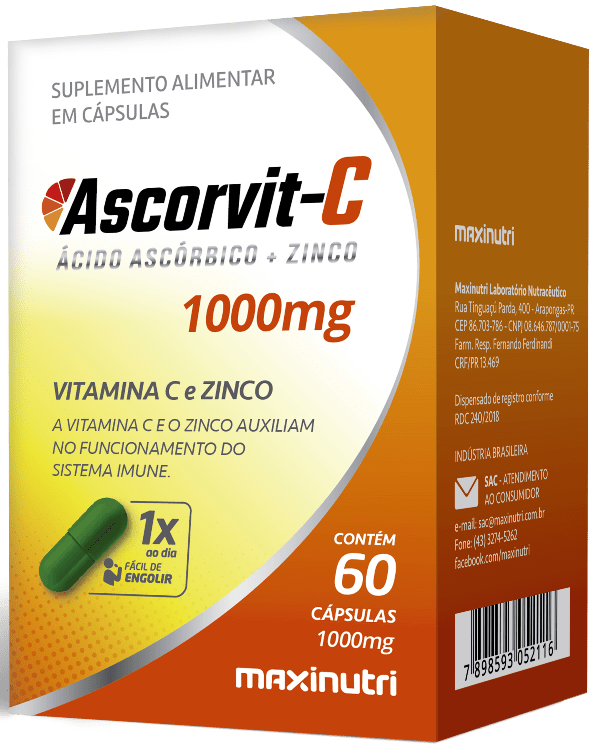 SUPLEMENTO ALIMENTAR
EM CÁPSULAS
Ascorvit-C
ÁCIDO ASCÓRBICO + ZINCO
1000mg
VITAMINA C e ZINCO
A VITAMINA C E O ZINCO AUXILIAM
NO FUNCIONAMENTO DO
SISTEMA IMUNE.
1x
ao dia
FÁCIL DE
ENGOLIR
CONTÉM
60
CÁPSULAS
1000mg
maxinutri
maxinutri
Maxinutri Laboratório Nutracêutico
Rua Tinguaçú Parda, 400 - Arapongas-PR
CEP 86.703-786 - CNPJ 08.646.787/0001-75
Farm. Resp. Fernando Ferdinandi
CRF/PR 13.469
Dispensado de registro conforme
RDC 240/2018
INDÚSTRIA BRASILEIRA
SAC - ATENDIMENTO
AO CONSUMIDOR
e-mail: sac@maxinutri.com.br
Fone: (43) 3274-5262
facebook.com/maxinutri
7 898593 052116